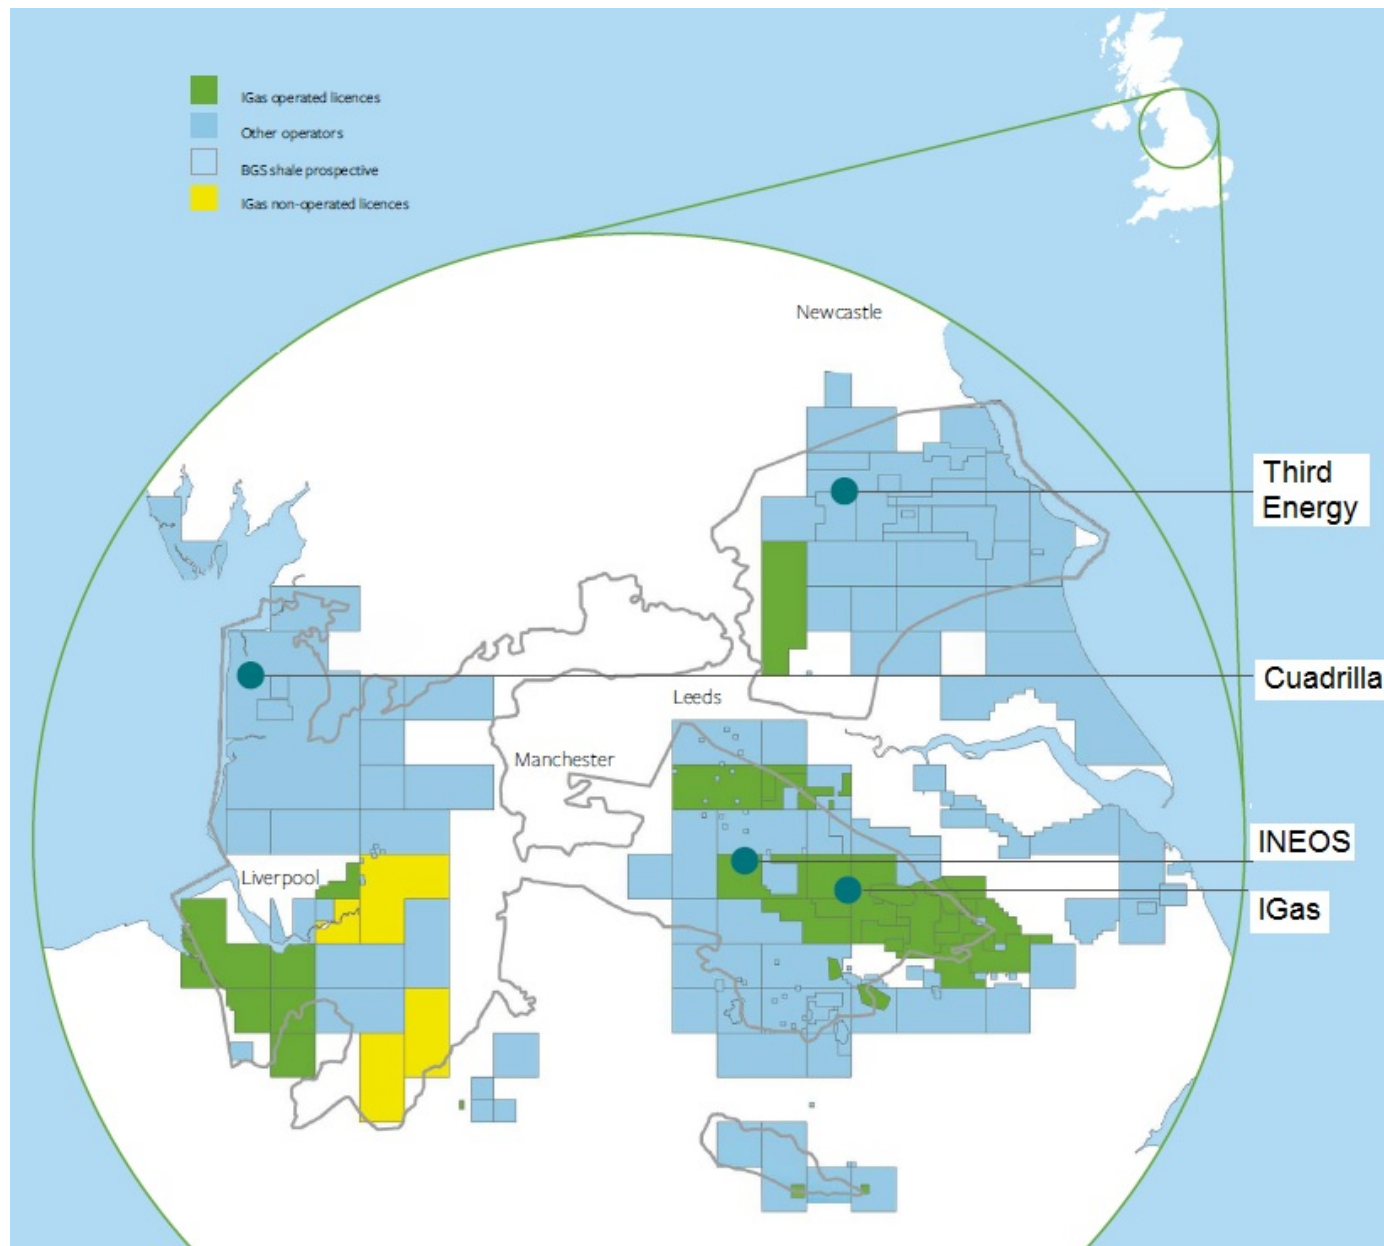 IGas operated licences
Other operators
BGS shale prospective
IGas non-operated licences
Newcastle
Third
Energy
Cuadrilla
Leeds
Manchester
INEOS
Liverpool
IGas